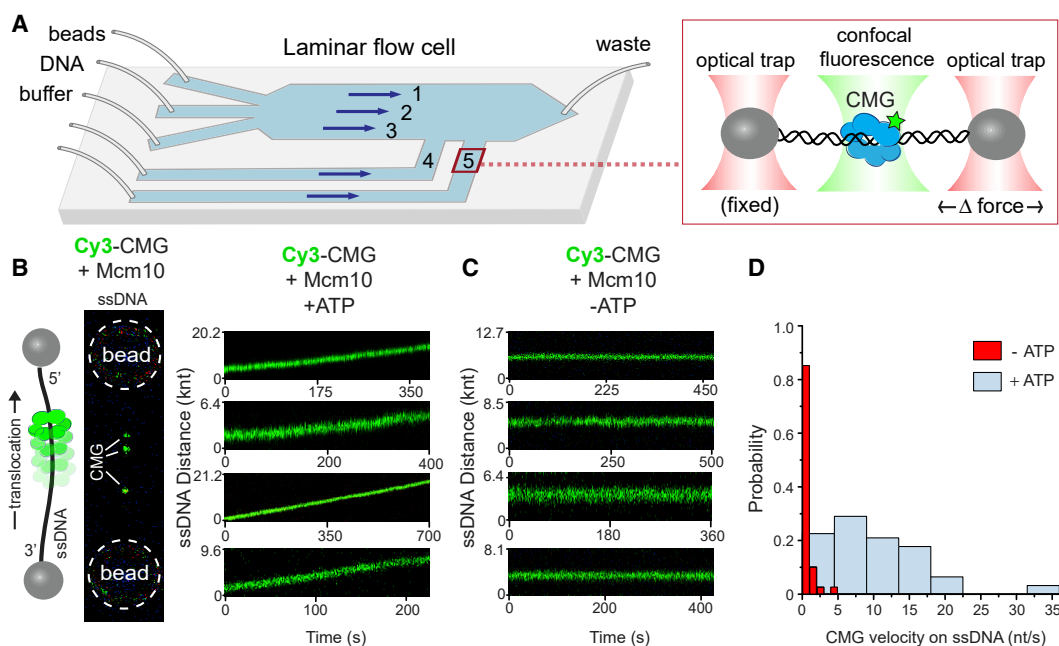 A
beads
DNA
buffer
Laminar flow cell
waste
1
2
3
4
5
optical trap
confocal
fluorescence
optical trap
CMG
(fixed)
←Δ force→
B
Cy3-CMG
+ Mcm10
ssDNA
bead
5'
translocation
CMG
ssDNA
3'
bead
Cy3-CMG
+ Mcm10
+ATP
ssDNA Distance (knt)
20.2
0
0 175 350
6.4
0
0 200 400
21.2
0
0 350 700
9.6
0
0 100 200
Time (s)
C
Cy3-CMG
+ Mcm10
-ATP
ssDNA Distance (knt)
12.7
0
0 225 450
8.5
0
0 250 500
6.4
0
0 180 360
8.1
0
0 200 400
Time (s)
D
- ATP
+ ATP
Probability
1.0
0.8
0.6
0.4
0.2
0
0 5 10 15 20 25 30 35
CMG velocity on ssDNA (nt/s)